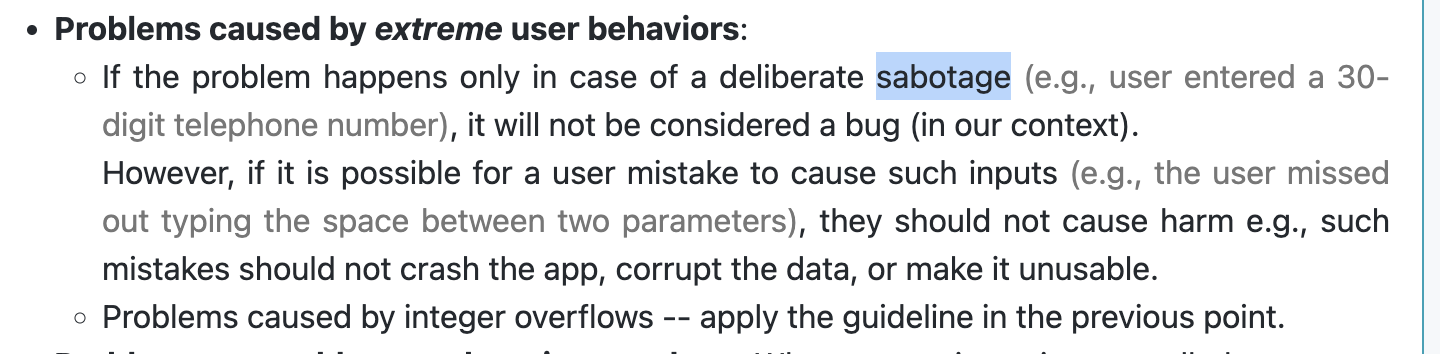 • Problems caused by extreme user behaviors:
○ If the problem happens only in case of a deliberate sabotage (e.g., user entered a 30-
digit telephone number), it will not be considered a bug (in our context).
However, if it is possible for a user mistake to cause such inputs (e.g., the user missed
out typing the space between two parameters), they should not cause harm e.g., such
mistakes should not crash the app, corrupt the data, or make it unusable.
○ Problems caused by integer overflows -- apply the guideline in the previous point.